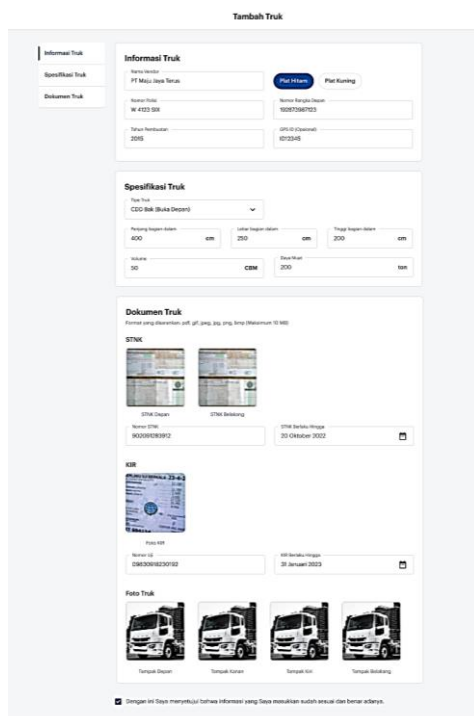 Tambah Truk
Informasi Truk
Spesifikasi Truk
Dokumen Truk
Informasi Truk
Nama Vendor
PT Maju Jaya Terus
Plat Hitam
Plat Kuning
Nomor Polisi
W 4123 SIX
Nomor Rangka Depan
192873987123
Tahun Pembuatan
2015
GPS ID (Opsional)
ID12345
Spesifikasi Truk
Tipe Truk
CDD Bak (Buka Depan)
Panjang bagian dalam
400 cm
Lebar bagian dalam
250 cm
Tinggi bagian dalam
200 cm
Volume
50 CBM
Daya Muat
200 ton
Dokumen Truk
Format yang disarankan: pdf, gif, jpeg, jpg, png, bmp (Maksimum 10 MB)
STNK
STNK Depan
STNK Belakang
Nomor STNK
902091283912
STNK Berlaku Hingga
20 Oktober 2022
KIR
Foto KIR
Nomor Uji
09830918230192
KIR Berlaku Hingga
31 Januari 2023
Foto Truk
Tampak Depan
Tampak Kanan
Tampak Kiri
Tampak Belakang
Dengan ini Saya menyetujui bahwa informasi yang Saya masukkan sudah sesuai dan benar adanya.